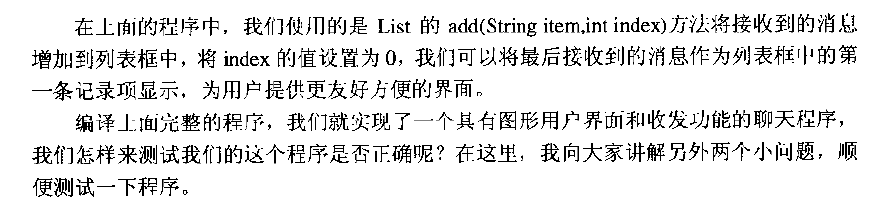 在上面的程序中，我们使用的是 List 的 add(String item,int index)方法将接收到的消息
增加到列表框中，将 index 的值设置为 0，我们可以将最后接收到的消息作为列表框中的第
一条记录项显示，为用户提供更友好方便的界面。
编译上面完整的程序，我们就实现了一个具有图形用户界面和收发功能的聊天程序，
我们怎样来测试我们的这个程序是否正确呢？在这里，我向大家讲解另外两个小问题，顺
便测试一下程序。